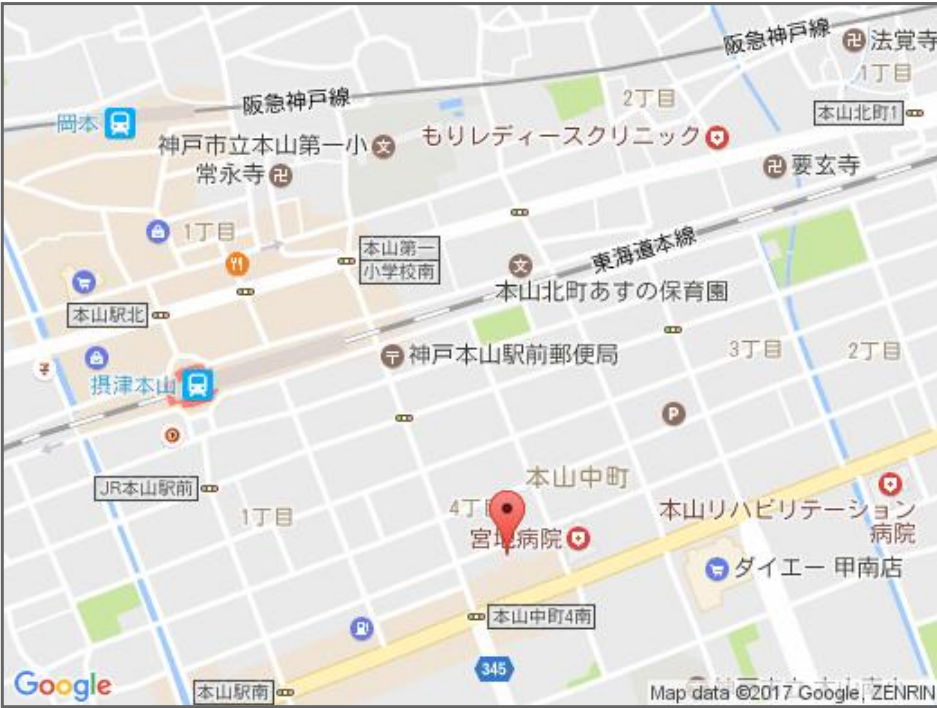 阪急神戸線
法覚寺
1丁目
阪急神戸線
2丁目
本山北町1
岡本
神戸市立本山第一小
もりレディースクリニック
常永寺
要玄寺
1丁目
本山第一
小学校南
東海道本線
本山北町あすの保育園
本山駅北
神戸本山駅前郵便局
3丁目
2丁目
摂津本山
P
本山中町
JR本山駅前
1丁目
4丁目
本山リハビリテーション
病院
宮地病院
ダイエー 甲南店
本山中町4南
345
Google
本山駅南
Map data ©2017 Google, ZENRIN